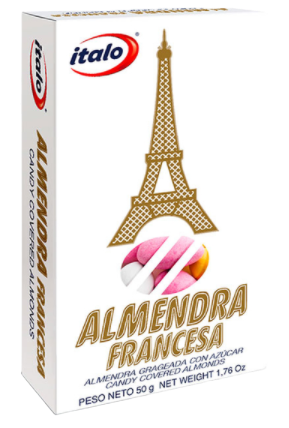 italo
ALMENDRA
FRANCESA
ALMENDRA GRAGEADA CON AZÚCAR
CANDY COVERED ALMONDS
PESO NETO 50 g NET WEIGHT 1,76 Oz
italo
ALMENDRA FRANCESA
CANDY COVERED ALMONDS